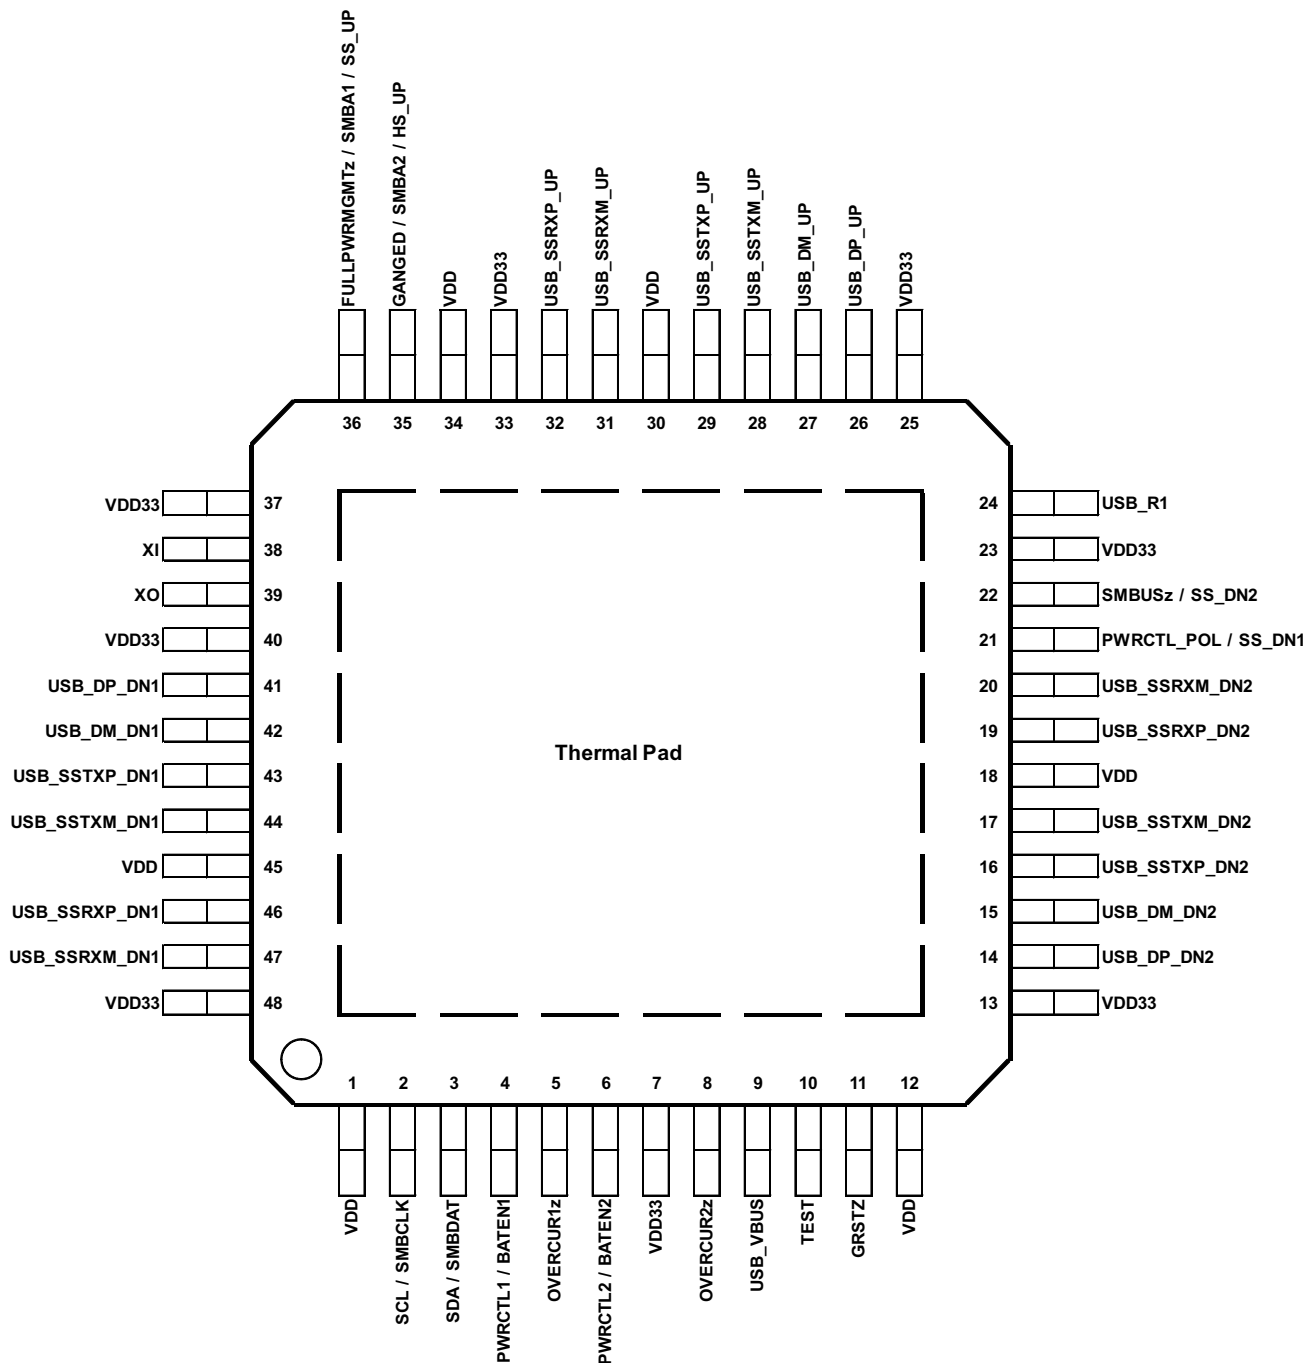 FULLPWRMGMTz / SMBA1 / SS_UP
GANGED / SMBA2 / HS_UP
VDD
VDD33
USB_SSRXP_UP
USB_SSRXM_UP
VDD
USB_SSTXP_UP
USB_SSTXM_UP
USB_DM_UP
USB_DP_UP
VDD33
36 35 34 33 32 31 30 29 28 27 26 25
VDD33 37
XI 38
XO 39
VDD33 40
USB_DP_DN1 41
USB_DM_DN1 42
USB_SSTXP_DN1 43
USB_SSTXM_DN1 44
VDD 45
USB_SSRXP_DN1 46
USB_SSRXM_DN1 47
VDD33 48
Thermal Pad
24 USB_R1
23 VDD33
22 SMBUSz / SS_DN2
21 PWRCTL_POL / SS_DN1
20 USB_SSRXM_DN2
19 USB_SSRXP_DN2
18 VDD
17 USB_SSTXM_DN2
16 USB_SSTXP_DN2
15 USB_DM_DN2
14 USB_DP_DN2
13 VDD33
1 2 3 4 5 6 7 8 9 10 11 12
VDD
SCL / SMBCLK
SDA / SMBDAT
PWRCTL1 / BATEN1
OVERCUR1z
PWRCTL2 / BATEN2
VDD33
OVERCUR2z
USB_VBUS
TEST
GRSTZ
VDD